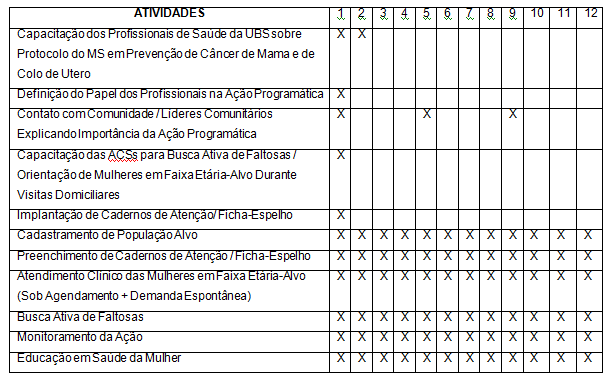 ATIVIDADES 1 2 3 4 5 6 7 8 9 10 11 12
Capacitação dos Profissionais de Saúde da UBS sobre X X
Protocolo do MS em Prevenção de Câncer de Mama e de
Colo de Utero
Definição do Papel dos Profissionais na Ação Programática X
Contato com Comunidade / Líderes Comunitários X X X
Explicando Importância da Ação Programática
Capacitação das ACSs para Busca Ativa de Faltosas / X
Orientação de Mulheres em Faixa Etária-Alvo Durante
Visitas Domiciliares
Implantação de Cadernos de Atenção/ Ficha-Espelho X
Cadastramento de População Alvo X X X X X X X X X X X X
Preenchimento de Cadernos de Atenção / Ficha-Espelho X X X X X X X X X X X X
Atendimento Clínico das Mulheres em Faixa Etária-Alvo X X X X X X X X X X X X
(Sob Agendamento + Demanda Espontânea)
Busca Ativa de Faltosas X X X X X X X X X X X X
Monitoramento da Ação X X X X X X X X X X X X
Educação em Saúde da Mulher X X X X X X X X X X X X